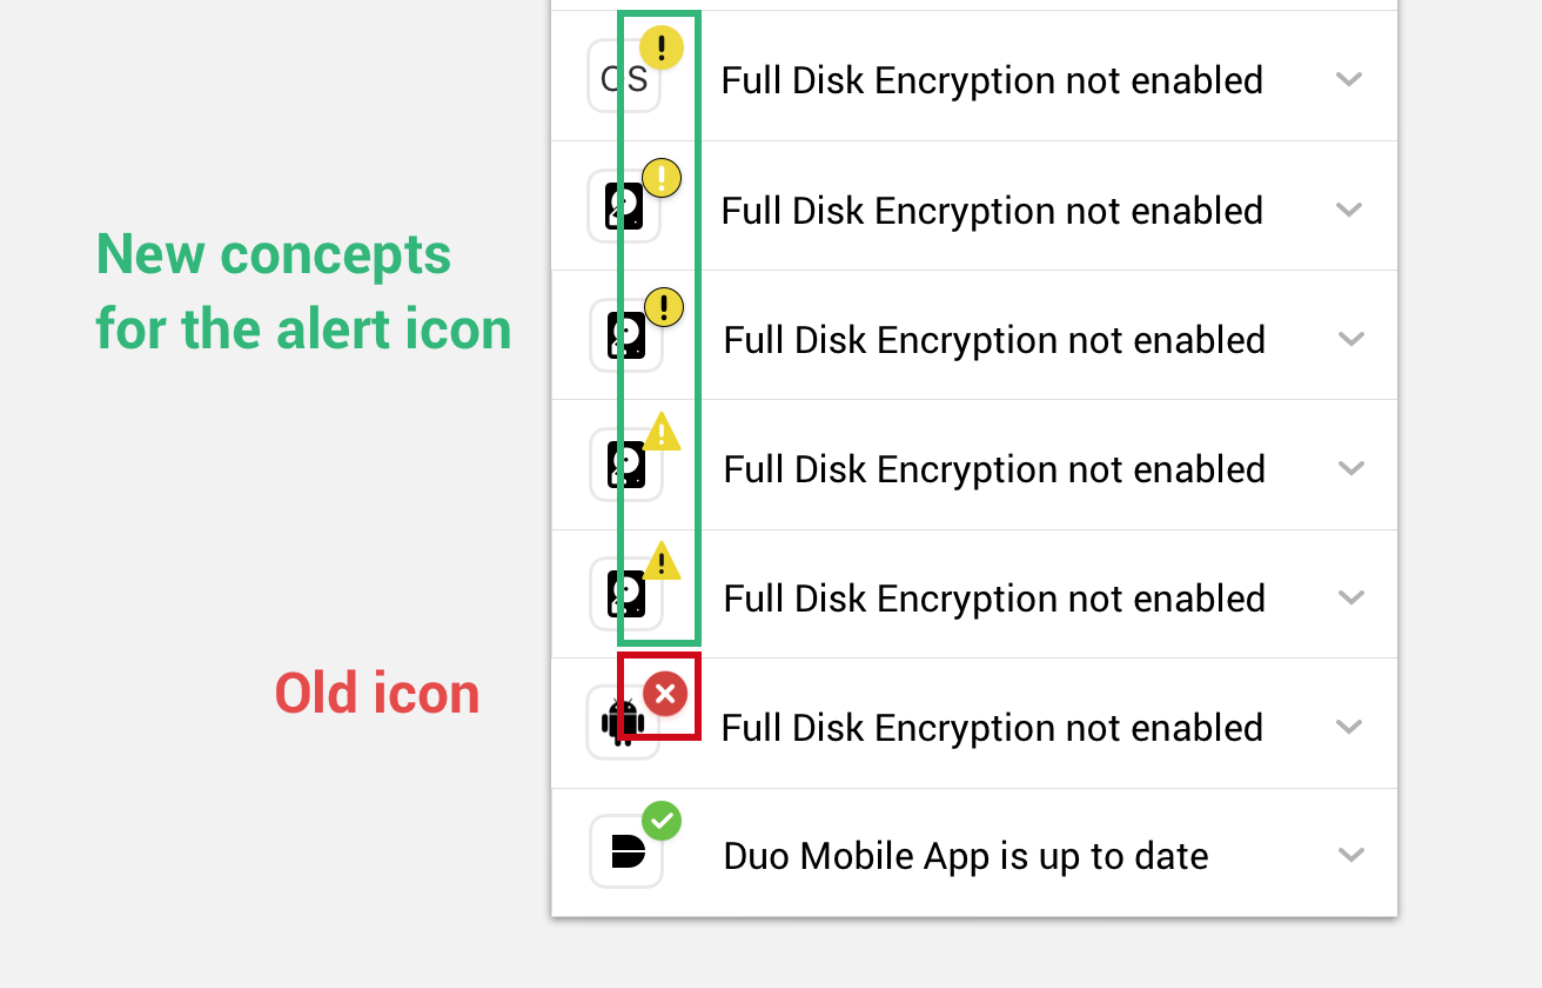 OS
Full Disk Encryption not enabled
Full Disk Encryption not enabled
New concepts
for the alert icon
Full Disk Encryption not enabled
Full Disk Encryption not enabled
Full Disk Encryption not enabled
Old icon
Full Disk Encryption not enabled
Duo Mobile App is up to date